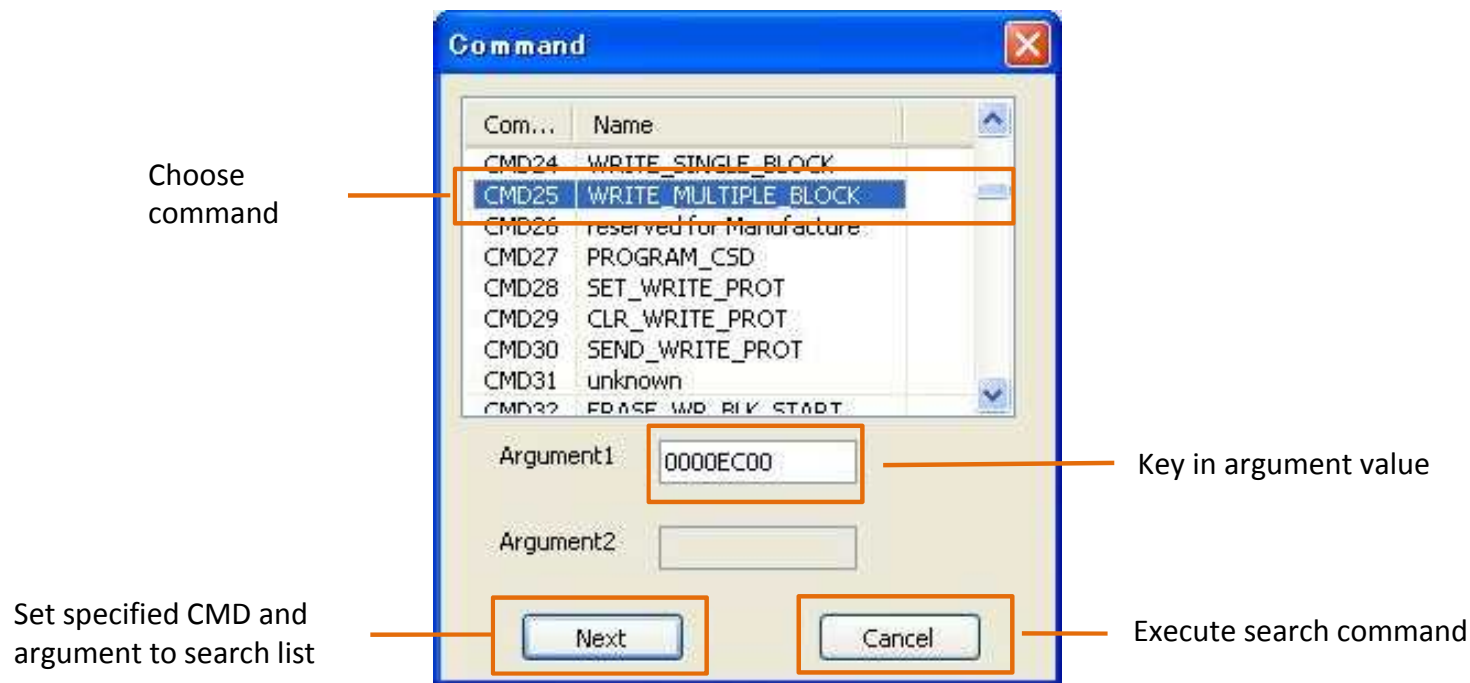 Command
Com... Name
CMD24 WRITE_SINGLE_BLOCK
Choose
command
CMD25 WRITE_MULTIPLE_BLOCK
CMD26 reserved for Manufacture
CMD27 PROGRAM_CSD
CMD28 SET_WRITE_PROT
CMD29 CLR_WRITE_PROT
CMD30 SEND_WRITE_PROT
CMD31 unknown
CMD32 ERASE_WR_BLK_START
Argument1 0000EC00
Key in argument value
Argument2
Set specified CMD and
argument to search list
Next
Cancel
Execute search command